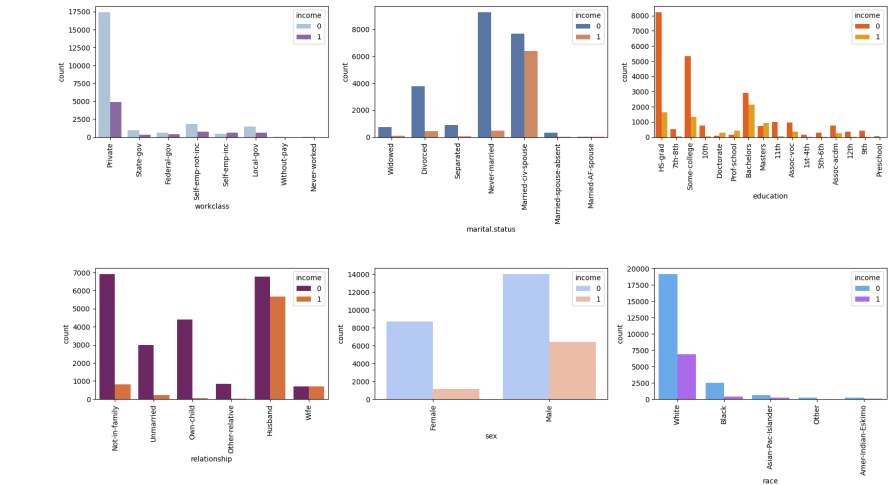 17500
15000
12500
10000
7500
5000
2500
0
count
income
0
1
Private
State-gov
Federal-gov
Self-emp-not-inc
Self-emp-inc
Local-gov
Without-pay
Never-worked
workclass
8000
6000
4000
2000
0
count
income
0
1
Widowed
Divorced
Separated
Never-married
Married-civ-spouse
Married-spouse-absent
Married-AF-spouse
marital.status
8000
7000
6000
5000
4000
3000
2000
1000
0
count
income
0
1
HS-grad
7th-8th
Some-college
10th
Doctorate
Prof-school
Bachelors
Masters
11th
Assoc-voc
1st-4th
5th-6th
Assoc-acdm
12th
9th
Preschool
education
7000
6000
5000
4000
3000
2000
1000
0
count
income
0
1
Not-in-family
Unmarried
Own-child
Other-relative
Husband
Wife
relationship
14000
12000
10000
8000
6000
4000
2000
0
count
income
0
1
Female
Male
sex
20000
17500
15000
12500
10000
7500
5000
2500
0
count
income
0
1
White
Black
Asian-Pac-Islander
Other
Amer-Indian-Eskimo
race